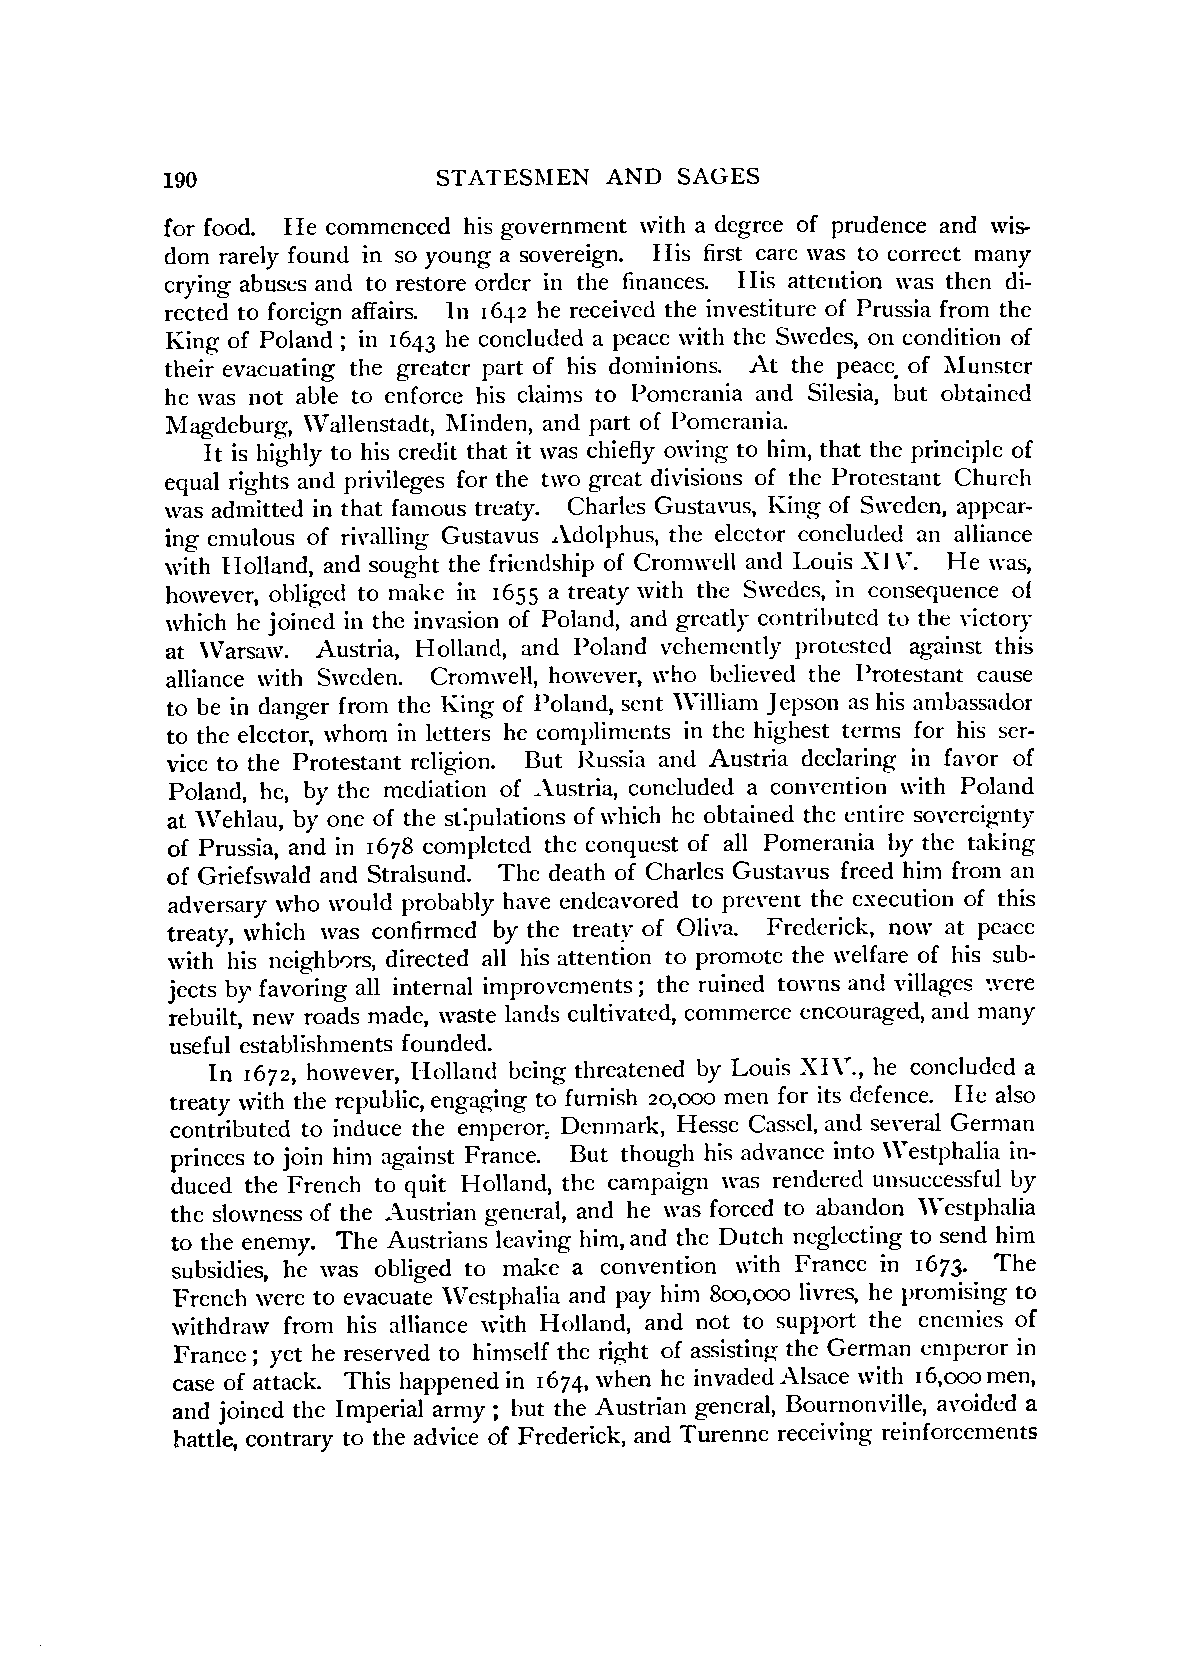 190 STATESMEN AND SAGES
for food. He commenced his government with a degree of prudence and wis-
dom rarely found in so young a sovereign. His first care was to correct many
crying abuses and to restore order in the finances. His attention was then di-
rected to foreign affairs. In 1642 he received the investiture of Prussia from the
King of Poland ; in 1643 he concluded a peace with the Swedes, on condition of
their evacuating the greater part of his dominions. At the peace of Munster
he was not able to enforce his claims to Pomerania and Silesia, but obtained
Magdeburg, Wallenstadt, Minden, and part of Pomerania.
It is highly to his credit that it was chiefly owing to him, that the principle of
equal rights and privileges for the two great divisions of the Protestant Church
was admitted in that famous treaty. Charles Gustavus, King of Sweden, appear-
ing emulous of rivalling Gustavus Adolphus, the elector concluded an alliance
with Holland, and sought the friendship of Cromwell and Louis XIV. He was,
however, obliged to make in 1655 a treaty with the Swedes, in consequence of
which he joined in the invasion of Poland, and greatly contributed to the victory
at Warsaw. Austria, Holland, and Poland vehemently protested against this
alliance with Sweden. Cromwell, however, who believed the Protestant cause
to be in danger from the King of Poland, sent William Jepson as his ambassador
to the elector, whom in letters he compliments in the highest terms for his ser-
vice to the Protestant religion. But Russia and Austria declaring in favor of
Poland, he, by the mediation of Austria, concluded a convention with Poland
at Wehlau, by one of the stipulations of which he obtained the entire sovereignty
of Prussia, and in 1678 completed the conquest of all Pomerania by the taking
of Griefswald and Stralsund. The death of Charles Gustavus freed him from an
adversary who would probably have endeavored to prevent the execution of this
treaty, which was confirmed by the treaty of Oliva. Frederick, now at peace
with his neighbors, directed all his attention to promote the welfare of his sub-
jects by favoring all internal improvements ; the ruined towns and villages were
rebuilt, new roads made, waste lands cultivated, commerce encouraged, and many
useful establishments founded.
In 1672, however, Holland being threatened by Louis XIV., he concluded a
treaty with the republic, engaging to furnish 20,000 men for its defence. He also
contributed to induce the emperor, Denmark, Hesse Cassel, and several German
princes to join him against France. But though his advance into Westphalia in-
duced the French to quit Holland, the campaign was rendered unsuccessful by
the slowness of the Austrian general, and he was forced to abandon Westphalia
to the enemy. The Austrians leaving him, and the Dutch neglecting to send him
subsidies, he was obliged to make a convention with France in 1673. The
French were to evacuate Westphalia and pay him 800,000 livres, he promising to
withdraw from his alliance with Holland, and not to support the enemies of
France ; yet he reserved to himself the right of assisting the German emperor in
case of attack. This happened in 1674, when he invaded Alsace with 16,000 men,
and joined the Imperial army ; but the Austrian general, Bournonville, avoided a
battle, contrary to the advice of Frederick, and Turenne receiving reinforcements